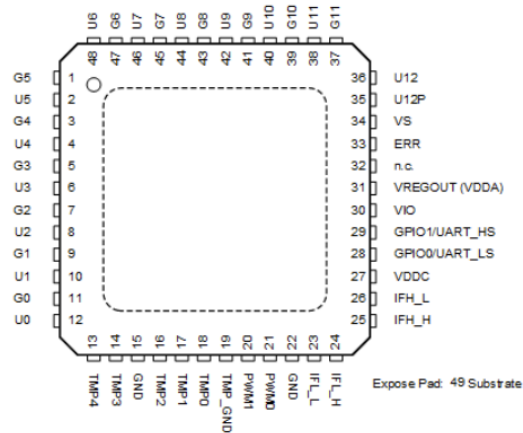 U6 G6 U7 G7 U8 G8 U9 G9 U10 G10 U11 G11
48 47 46 45 44 43 42 41 40 39 38 37
G5 1
U5 2
G4 3
U4 4
G3 5
U3 6
G2 7
U2 8
G1 9
U1 10
G0 11
U0 12
36 U12
35 U12P
34 VS
33 ERR
32 n.c.
31 VREGOUT (VDDA)
30 VIO
29 GPIO1/UART_HS
28 GPIO0/UART_LS
27 VDDC
26 IFH_L
25 IFH_H
13 14 15 16 17 18 19 20 21 22 23 24
TMP4 TMP3 GND TMP2 TMP1 TMP0 TMP_GND PWM1 PWM0 GND IFL_L IFL_H
Expose Pad: 49 Substrate